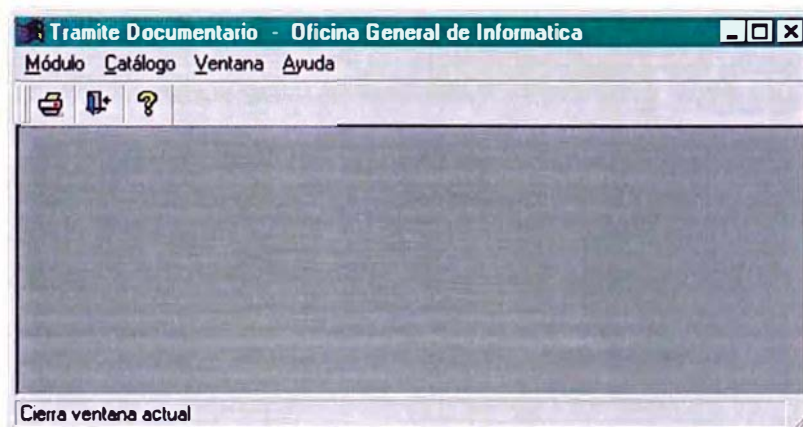 Tramite Documentario - Oficina General de Informatica
Módulo Catálogo Ventana Ayuda
Cierra ventana actual